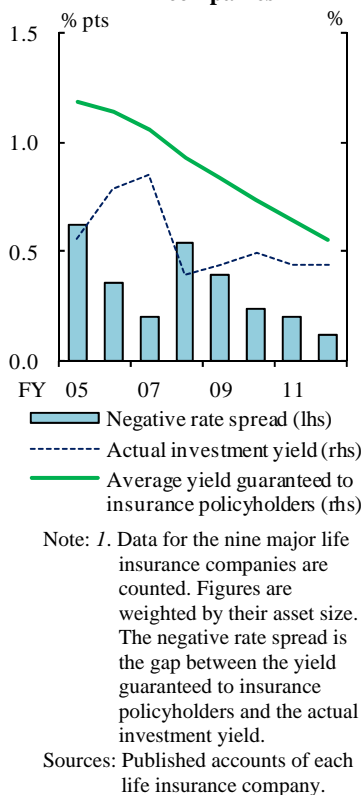 % pts %
1.5
1.0
0.5
0.0
FY 05 07 09 11
Negative rate spread (lhs)
Actual investment yield (rhs)
Average yield guaranteed to
insurance policyholders (rhs)
Note: 1. Data for the nine major life
insurance companies are
counted. Figures are
weighted by their asset size.
The negative rate spread is
the gap between the yield
guaranteed to insurance
policyholders and the actual
investment yield.
Sources: Published accounts of each
life insurance company.